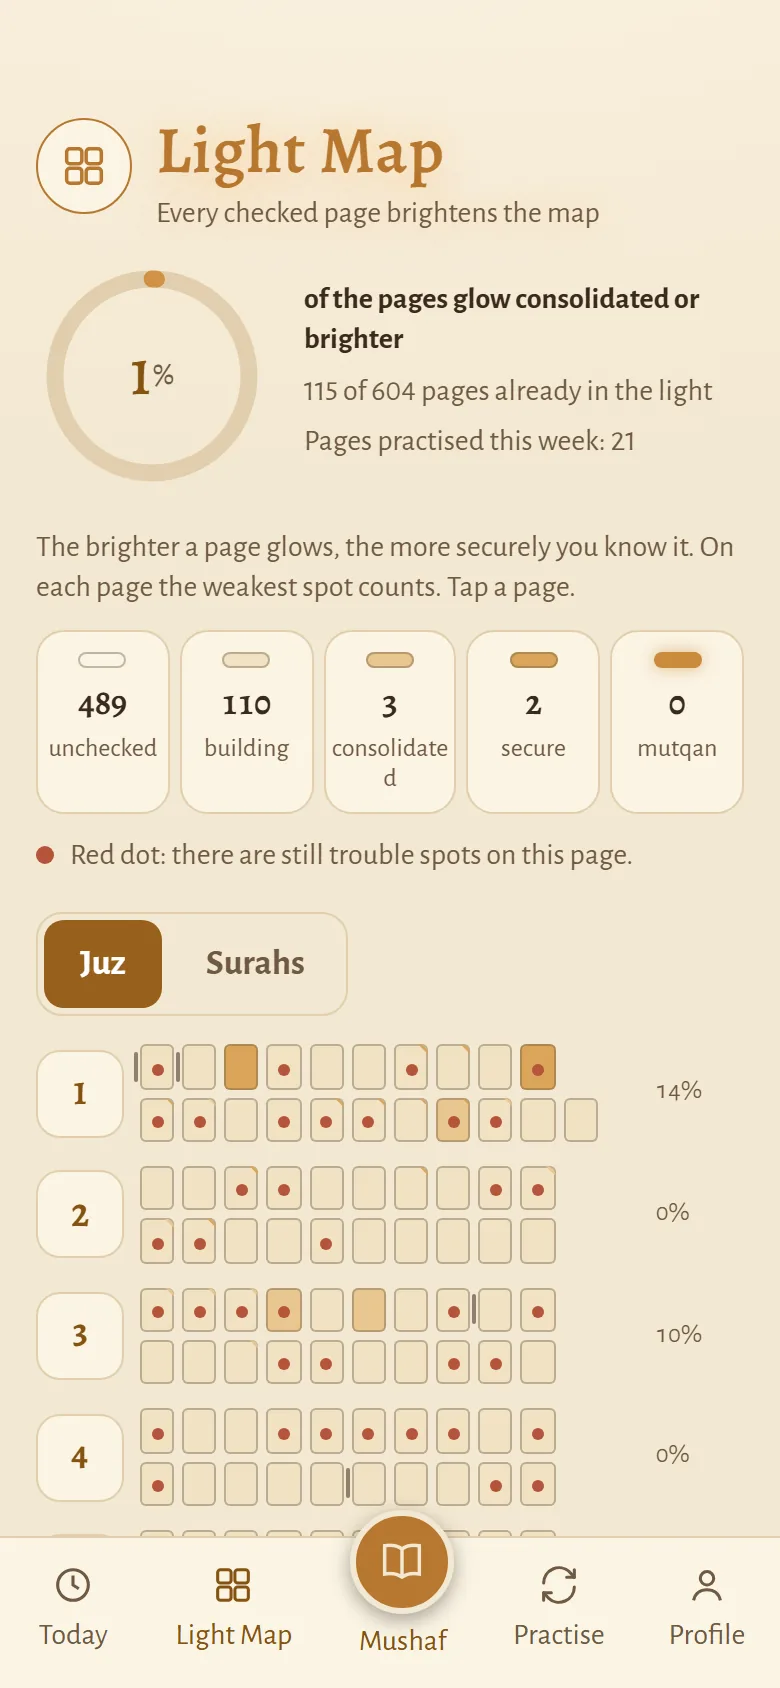 Light Map
Every checked page brightens the map
1%
of the pages glow consolidated or
brighter
115 of 604 pages already in the light
Pages practised this week: 21
The brighter a page glows, the more securely you know it. On
each page the weakest spot counts. Tap a page.
489 110 3 2 0
unchecked building consolidate secure mutqan
d
Red dot: there are still trouble spots on this page.
Juz Surahs
1 14%
2 0%
3 10%
4 0%
Today Light Map Mushaf Practise Profile